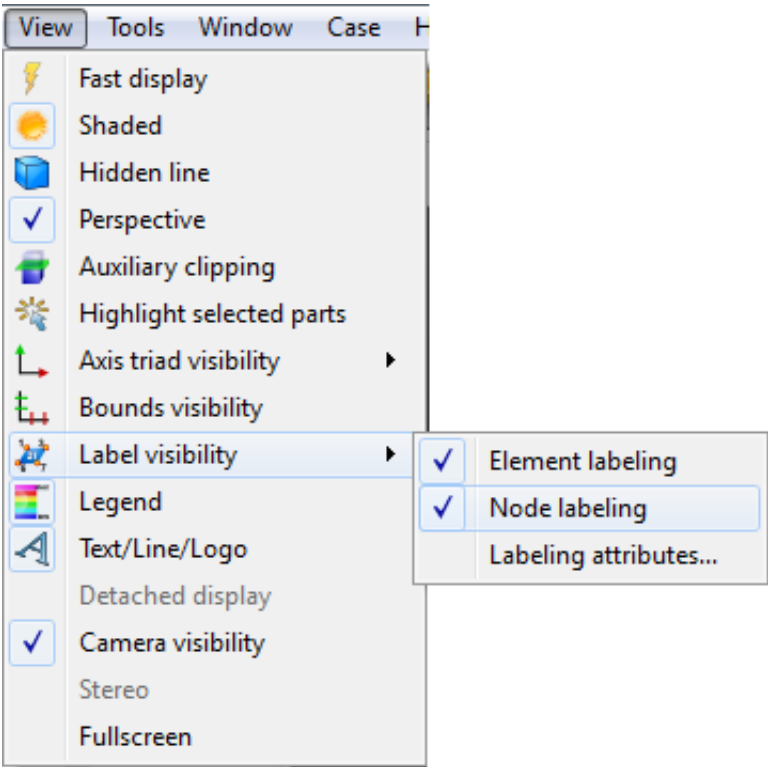 View Tools Window Case
Fast display
Shaded
Hidden line
Perspective
Auxiliary clipping
Highlight selected parts
Axis triad visibility
Bounds visibility
Label visibility
Element labeling
Node labeling
Labeling attributes...
Legend
Text/Line/Logo
Detached display
Camera visibility
Stereo
Fullscreen